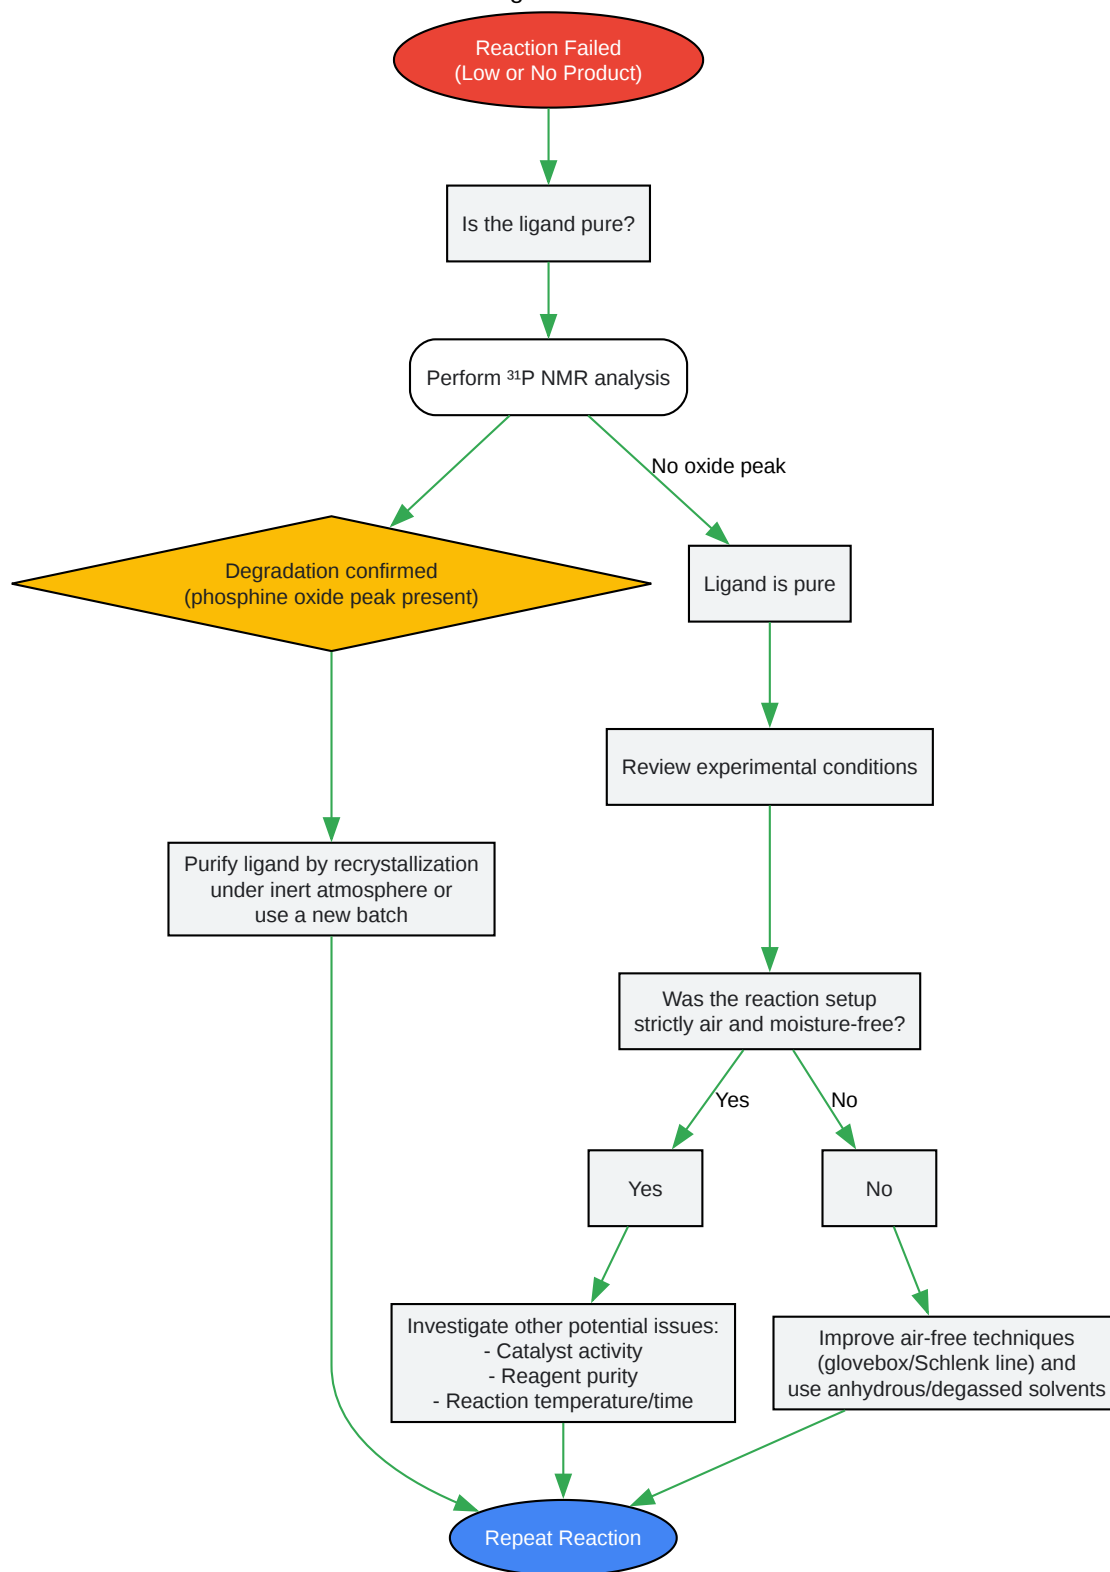 Reaction Failed
(Low or No Product)
Is the ligand pure?
Perform ³¹P NMR analysis
No oxide peak
Degradation confirmed
(phosphine oxide peak present)
Ligand is pure
Review experimental conditions
Purify ligand by recrystallization
under inert atmosphere or
use a new batch
Was the reaction setup
strictly air and moisture-free?
Yes
No
Yes
No
Investigate other potential issues:
- Catalyst activity
- Reagent purity
- Reaction temperature/time
Improve air-free techniques
(glovebox/Schlenk line) and
use anhydrous/degassed solvents
Repeat Reaction